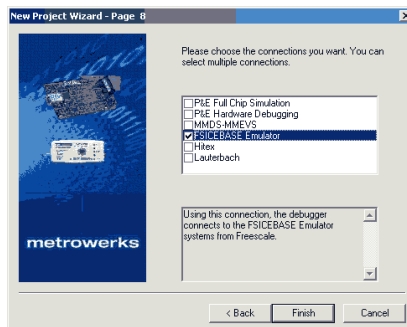 New Project Wizard - Page 8
Please choose the connections you want. You can
select multiple connections.
P&E Full Chip Simulation
P&E Hardware Debugging
MMDS-MMEVS
FSICEBASE Emulator
Hitex
Lauterbach
Using this connection, the debugger
connects to the FSICEBASE Emulator
systems from Freescale.
metrowerks
< Back
Finish
Cancel